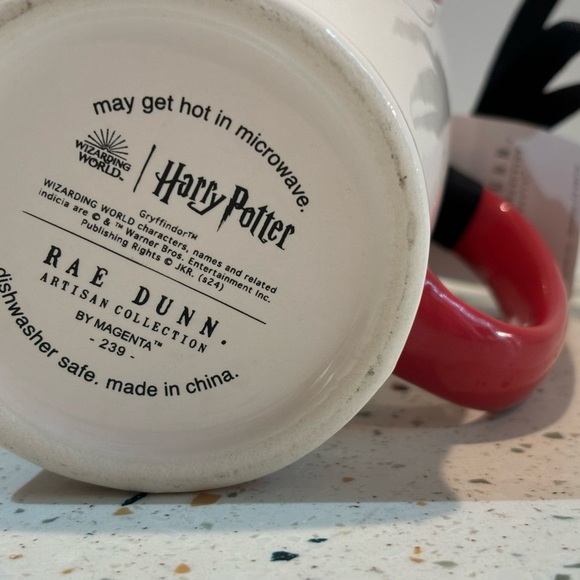 may get hot in microwave.
WIZARDING
WORLD™
Harry Potter
Gryffindor™
WIZARDING WORLD characters, names and related
indicia are © & ™ Warner Bros. Entertainment Inc.
Publishing Rights © JKR. (s24)
RAE DUNN.
ARTISAN COLLECTION
BY MAGENTA™
- 239 -
dishwasher safe. made in china.